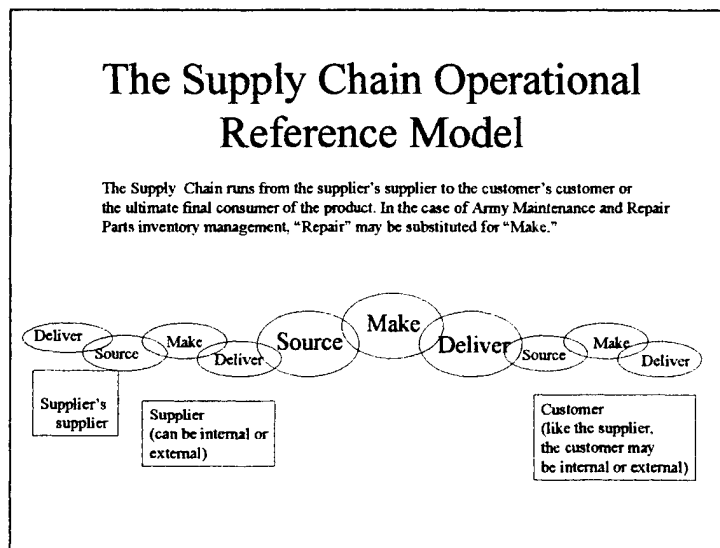 The Supply Chain Operational
Reference Model
The Supply Chain runs from the supplier's supplier to the customer's customer or
the ultimate final consumer of the product. In the case of Army Maintenance and Repair
Parts inventory management, “Repair” may be substituted for “Make.”
Deliver
Source
Make
Deliver
Source
Make
Deliver
Source
Make
Deliver
Supplier's
supplier
Supplier
(can be internal or
external)
Customer
(like the supplier,
the customer may
be internal or external)